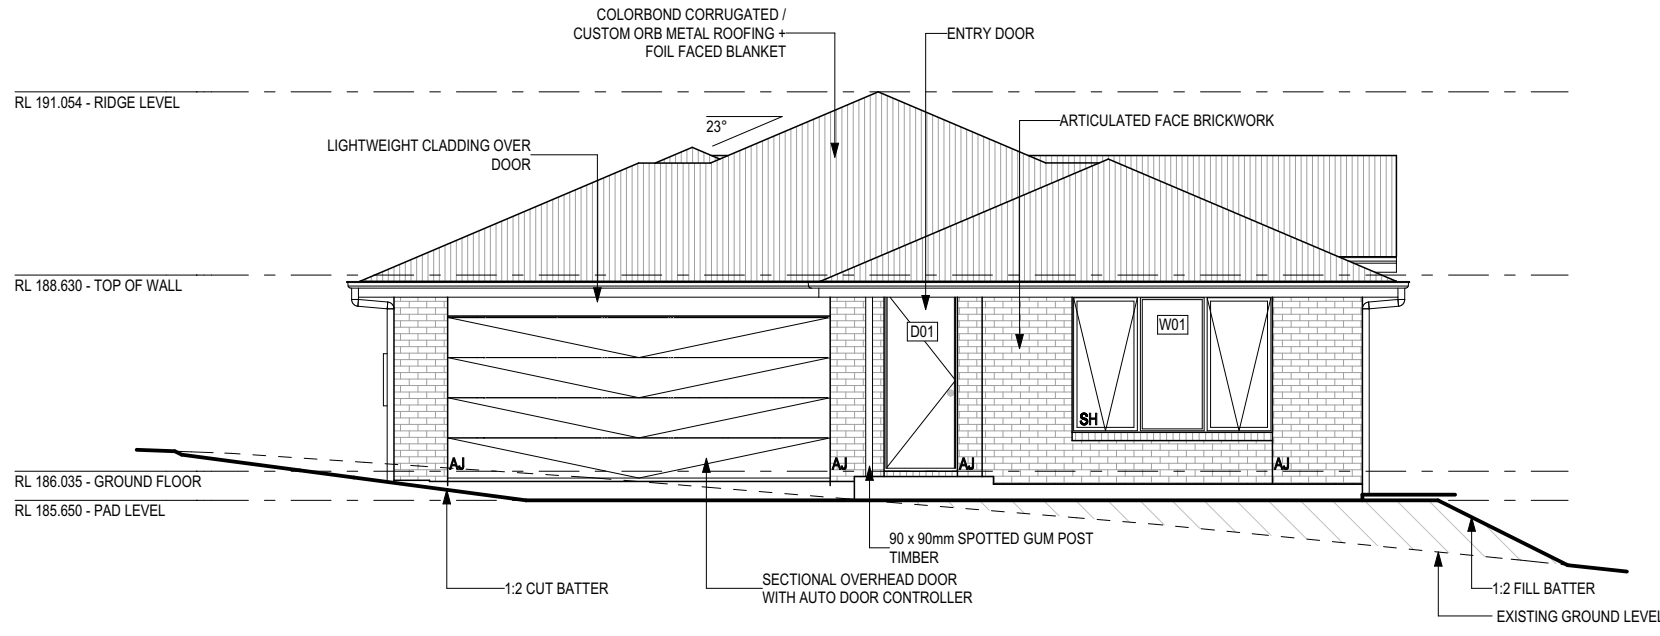 COLORBOND CORRUGATED /
CUSTOM ORB METAL ROOFING +
FOIL FACED BLANKET
ENTRY DOOR
RL 191.054 - RIDGE LEVEL
23°
ARTICULATED FACE BRICKWORK
LIGHTWEIGHT CLADDING OVER
DOOR
RL 188.630 - TOP OF WALL
D01
W01
SH
AJ
AJ
AJ
AJ
RL 186.035 - GROUND FLOOR
RL 185.650 - PAD LEVEL
90 x 90mm SPOTTED GUM POST
TIMBER
1:2 CUT BATTER
SECTIONAL OVERHEAD DOOR
WITH AUTO DOOR CONTROLLER
1:2 FILL BATTER
EXISTING GROUND LEVEL